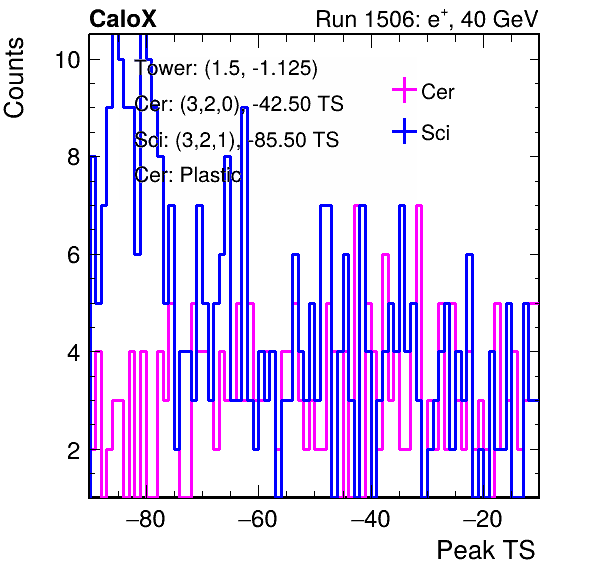 CaloX
Run 1506: e+, 40 GeV
Counts
Tower: (1.5, -1.125)
Cer: (3,2,0), -42.50 TS
Sci: (3,2,1), -85.50 TS
Cer: Plastic
Cer
Sci
10
8
6
4
2
−80
−60
−40
−20
Peak TS